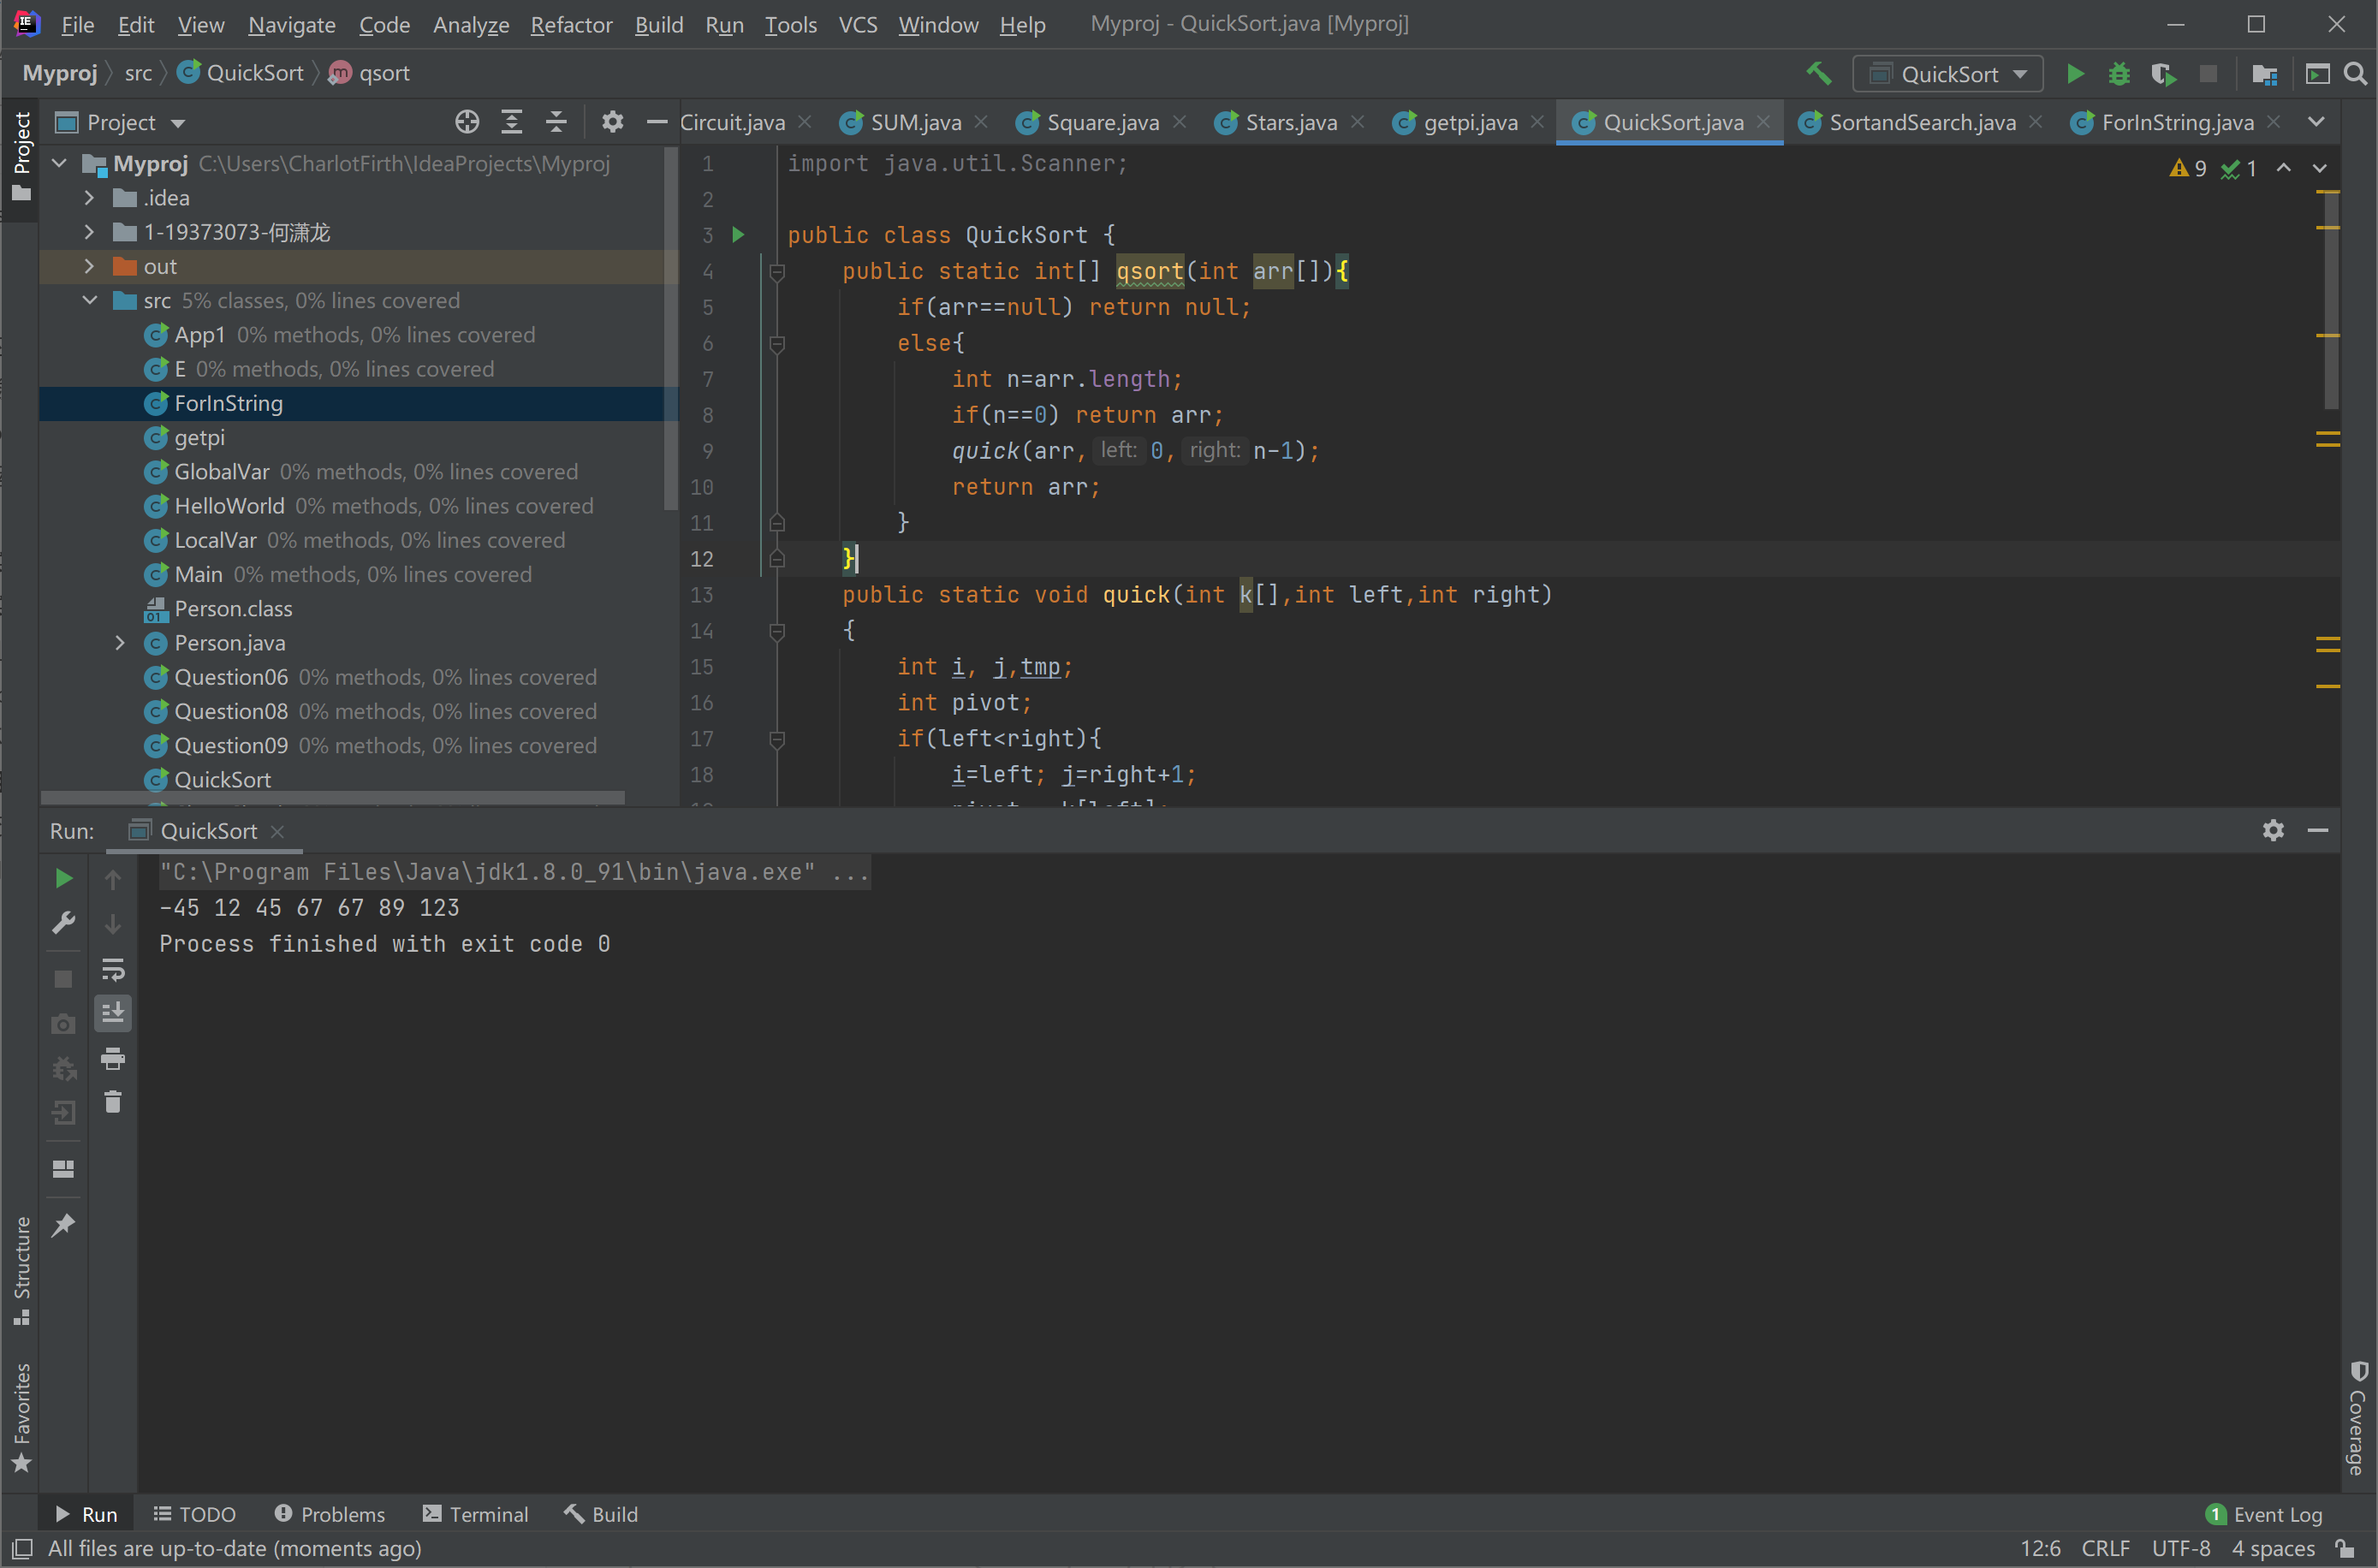 File Edit View Navigate Code Analyze Refactor Build Run Tools VCS Window Help Myproj - QuickSort.java [Myproj]
Myproj src QuickSort m qsort QuickSort
Project
Project Circuit.java SUM.java Square.java Stars.java getpi.java QuickSort.java SortandSearch.java ForInString.java
9 1
Myproj C:\Users\CharlotFirth\IdeaProjects\Myproj
.idea
1-19373073-何潇龙
out
src 5% classes, 0% lines covered
App1 0% methods, 0% lines covered
E 0% methods, 0% lines covered
ForInString
getpi
GlobalVar 0% methods, 0% lines covered
HelloWorld 0% methods, 0% lines covered
LocalVar 0% methods, 0% lines covered
Main 0% methods, 0% lines covered
Person.class
Person.java
Question06 0% methods, 0% lines covered
Question08 0% methods, 0% lines covered
Question09 0% methods, 0% lines covered
QuickSort
1 import java.util.Scanner;
2
3 public class QuickSort {
4 public static int[] qsort(int arr[]){
5 if(arr==null) return null;
6 else{
7 int n=arr.length;
8 if(n==0) return arr;
9 quick(arr, left: 0, right: n-1);
10 return arr;
11 }
12 }
13 public static void quick(int k[],int left,int right)
14 {
15 int i, j,tmp;
16 int pivot;
17 if(left<right){
18 i=left; j=right+1;
Run: QuickSort
"C:\Program Files\Java\jdk1.8.0_91\bin\java.exe" ...
-45 12 45 67 67 89 123
Process finished with exit code 0
Structure
Favorites
Coverage
Run TODO Problems Terminal Build 1 Event Log
All files are up-to-date (moments ago) 12:6 CRLF UTF-8 4 spaces